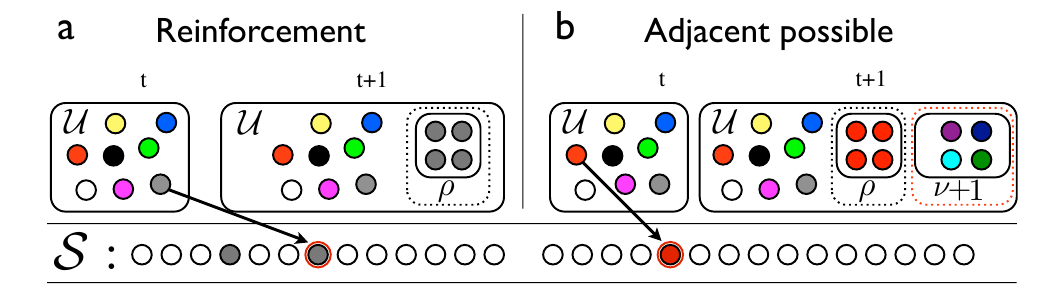 a Reinforcement
t t+1
𝒰 𝒰
ρ
b Adjacent possible
t t+1
𝒰 𝒰
ρ ν+1
𝒮 :